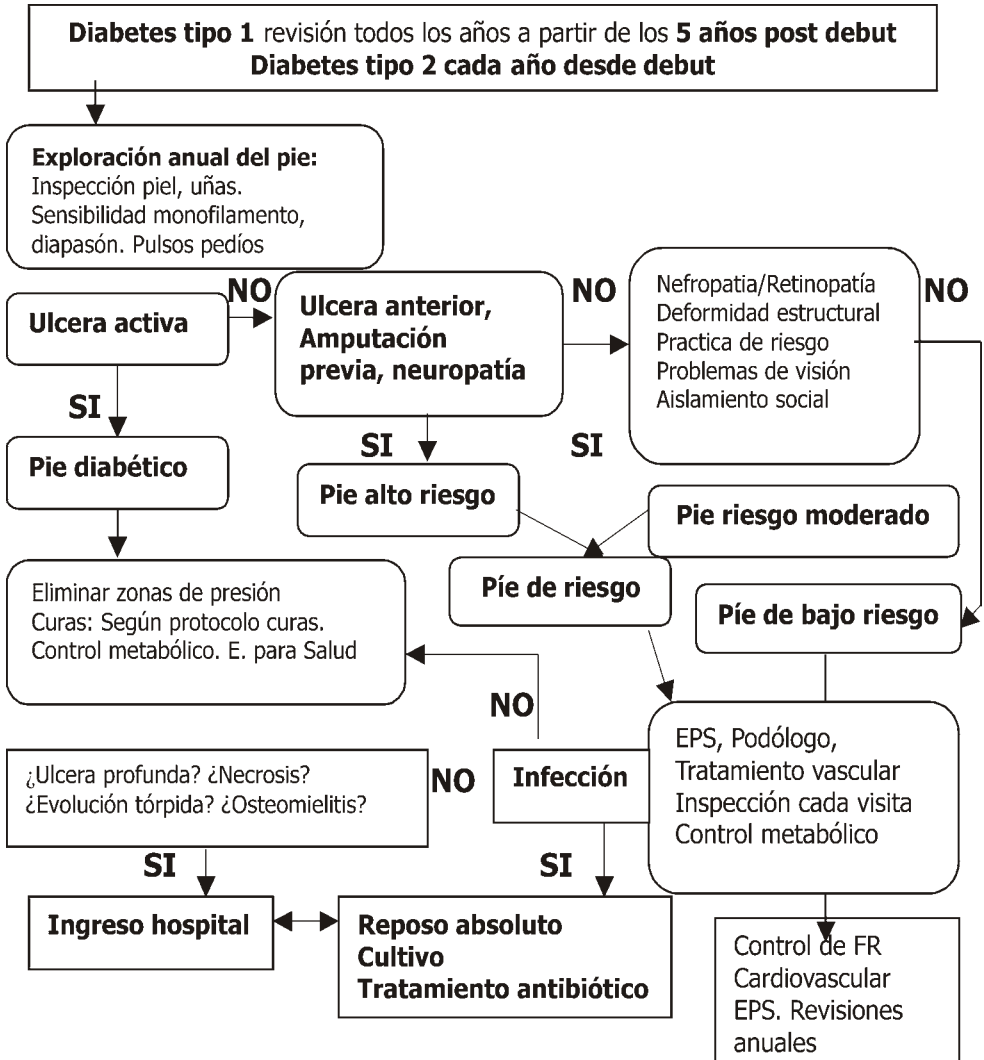 Diabetes tipo 1 revisión todos los años a partir de los 5 años post debut
Diabetes tipo 2 cada año desde debut
Exploración anual del pie:
Inspección piel, uñas.
Sensibilidad monofilamento,
diapasón. Pulsos pedíos
NO
Ulcera activa
Ulcera anterior,
Amputación
previa, neuropatía
NO
Nefropatia/Retinopatía
Deformidad estructural
Practica de riesgo
Problemas de visión
Aislamiento social
NO
SI
SI
SI
Pie diabético
Pie alto riesgo
Pie riesgo moderado
Píe de riesgo
Píe de bajo riesgo
Eliminar zonas de presión
Curas: Según protocolo curas.
Control metabólico. E. para Salud
NO
¿Ulcera profunda? ¿Necrosis?
¿Evolución tórpida? ¿Osteomielitis?
NO
Infección
EPS, Podólogo,
Tratamiento vascular
Inspección cada visita
Control metabólico
SI
SI
Ingreso hospital
Reposo absoluto
Cultivo
Tratamiento antibiótico
Control de FR
Cardiovascular
EPS. Revisiones
anuales